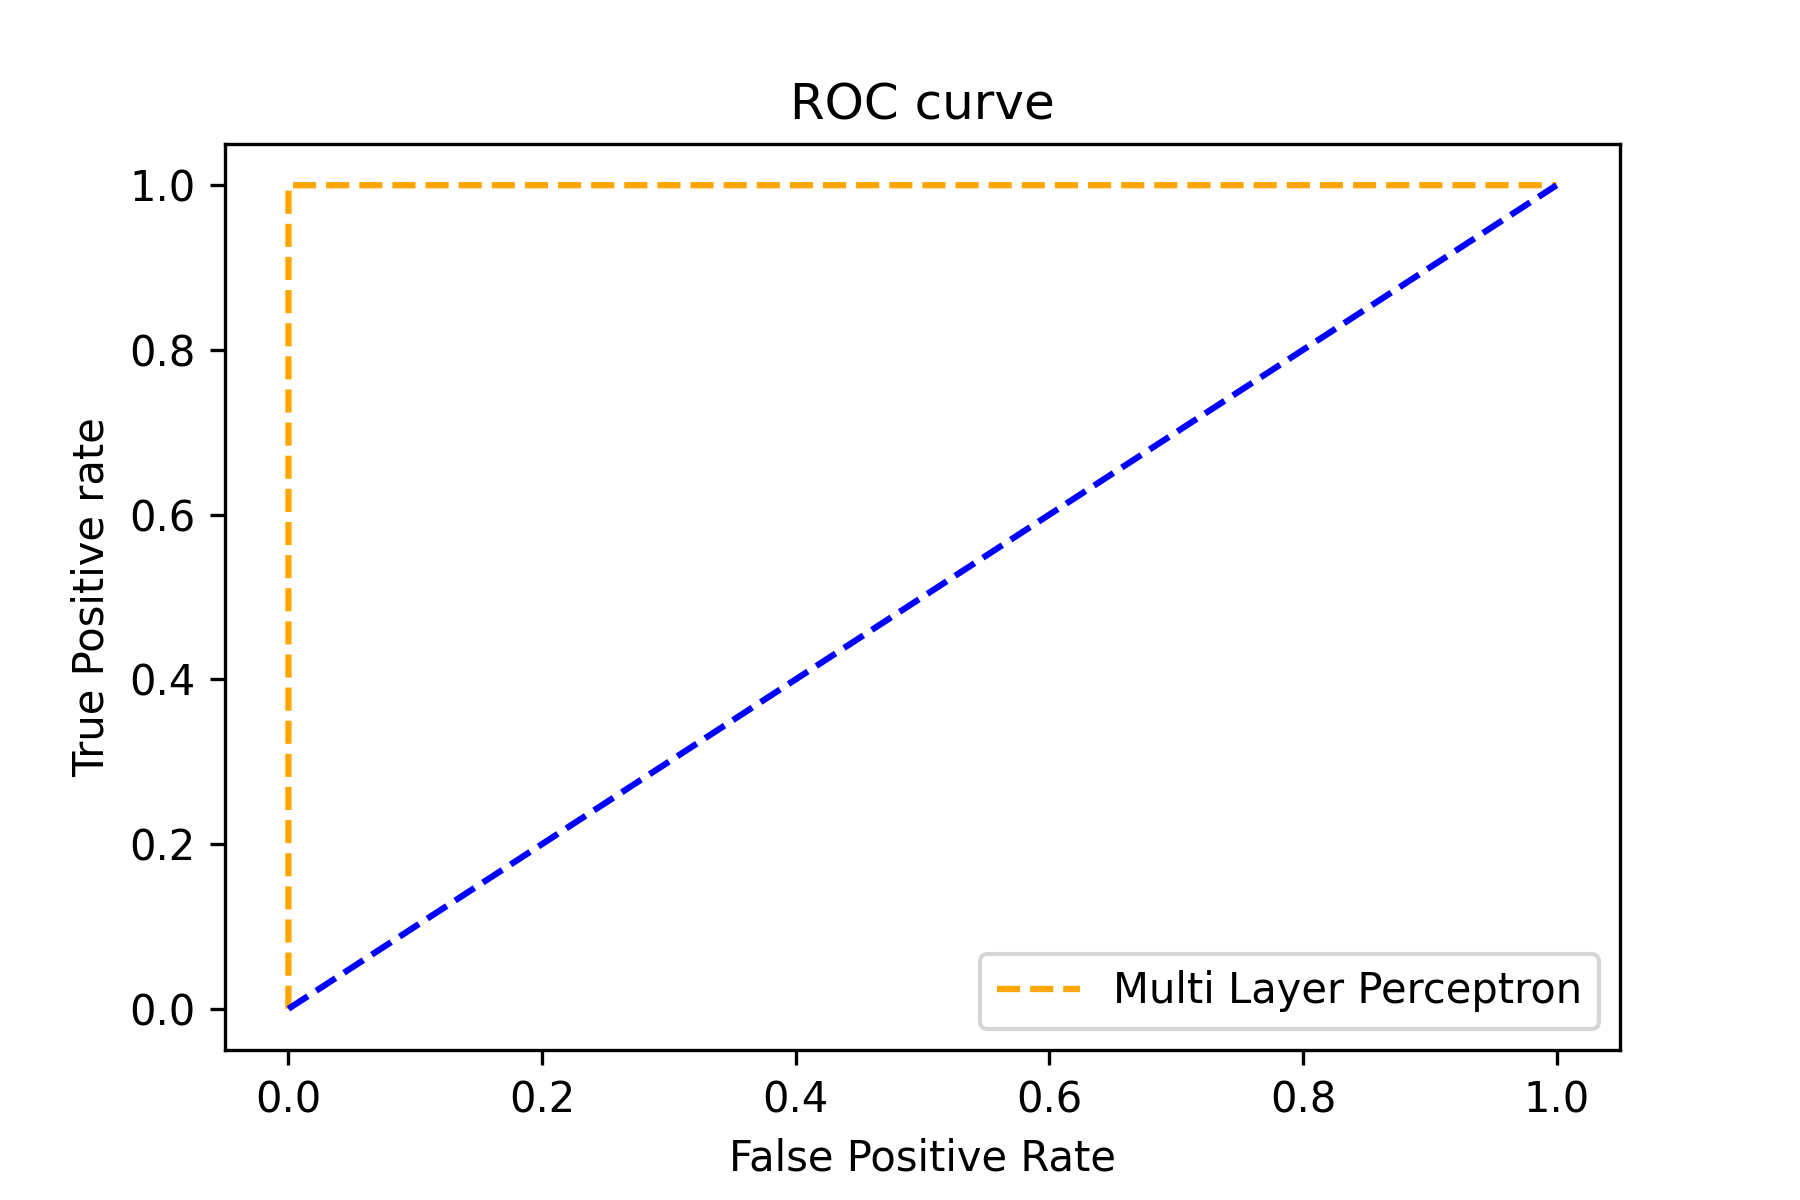 ROC curve
1.0
0.8
0.6
0.4
0.2
0.0
True Positive rate
Multi Layer Perceptron
0.0 0.2 0.4 0.6 0.8 1.0
False Positive Rate